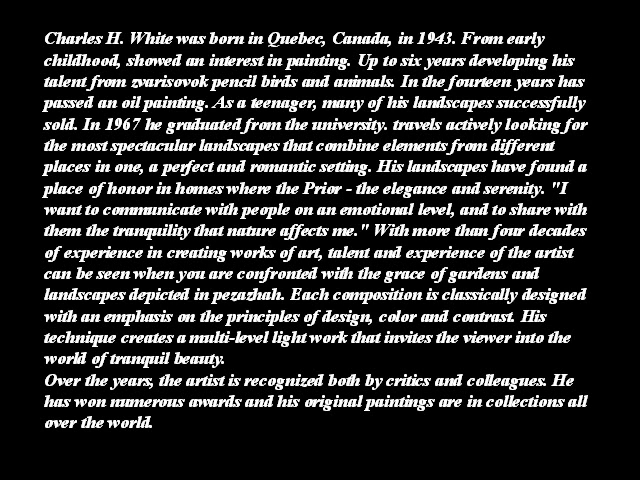 Charles H. White was born in Quebec, Canada, in 1943. From early
childhood, showed an interest in painting. Up to six years developing his
talent from zvarisovok pencil birds and animals. In the fourteen years has
passed an oil painting. As a teenager, many of his landscapes successfully
sold. In 1967 he graduated from the university. travels actively looking for
the most spectacular landscapes that combine elements from different
places in one, a perfect and romantic setting. His landscapes have found a
place of honor in homes where the Prior - the elegance and serenity. "I
want to communicate with people on an emotional level, and to share with
them the tranquility that nature affects me." With more than four decades
of experience in creating works of art, talent and experience of the artist
can be seen when you are confronted with the grace of gardens and
landscapes depicted in pezazhah. Each composition is classically designed
with an emphasis on the principles of design, color and contrast. His
technique creates a multi-level light work that invites the viewer into the
world of tranquil beauty.
Over the years, the artist is recognized both by critics and colleagues. He
has won numerous awards and his original paintings are in collections all
over the world.